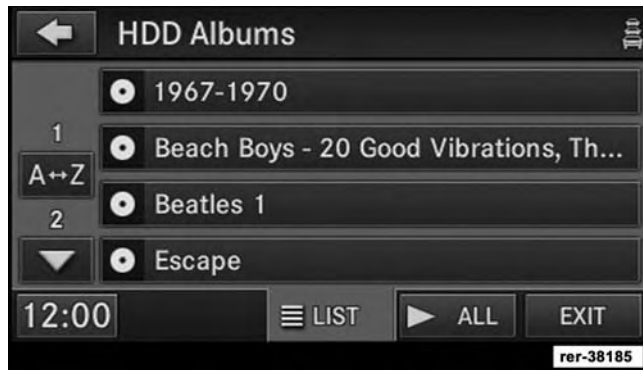 HDD Albums
1967-1970
1
Beach Boys - 20 Good Vibrations, Th...
A↔Z
Beatles 1
2
Escape
12:00
LIST
ALL
EXIT
rer-38185